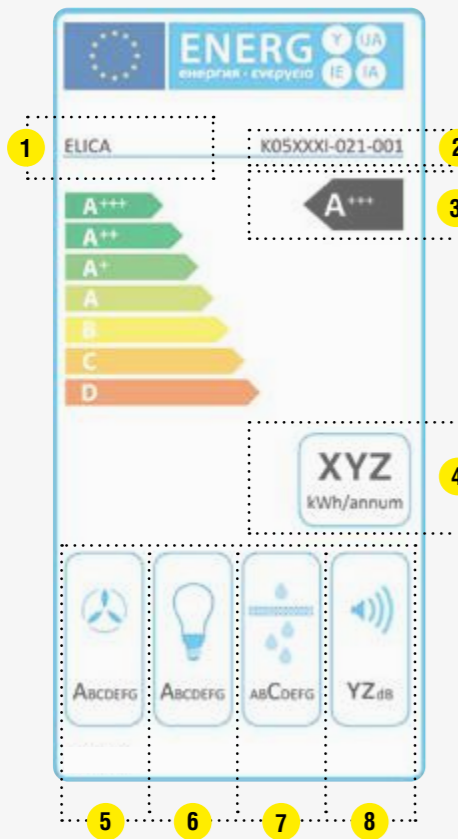 ENERG Y UA
енергия · ενεργεια IE IA
1 ELICA K05XXXI-021-001 2
A+++ A+++ 3
A++
A+
A
B
C
D
XYZ 4
kWh/annum
ABCDEFG ABCDEFG ABCDEFG YZdB
5 6 7 8